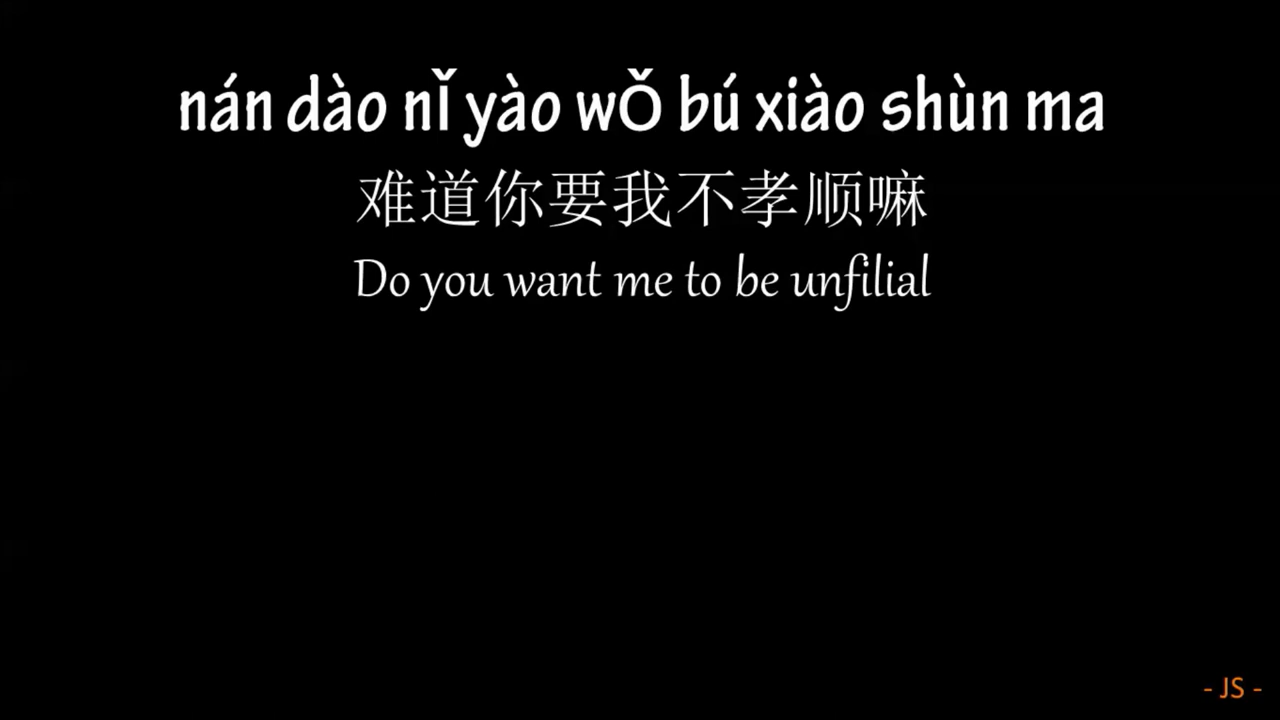 nán dào nǐ yào wǒ bú xiào shùn ma
难道你要我不孝顺嘛
Do you want me to be unfilial
- JS -